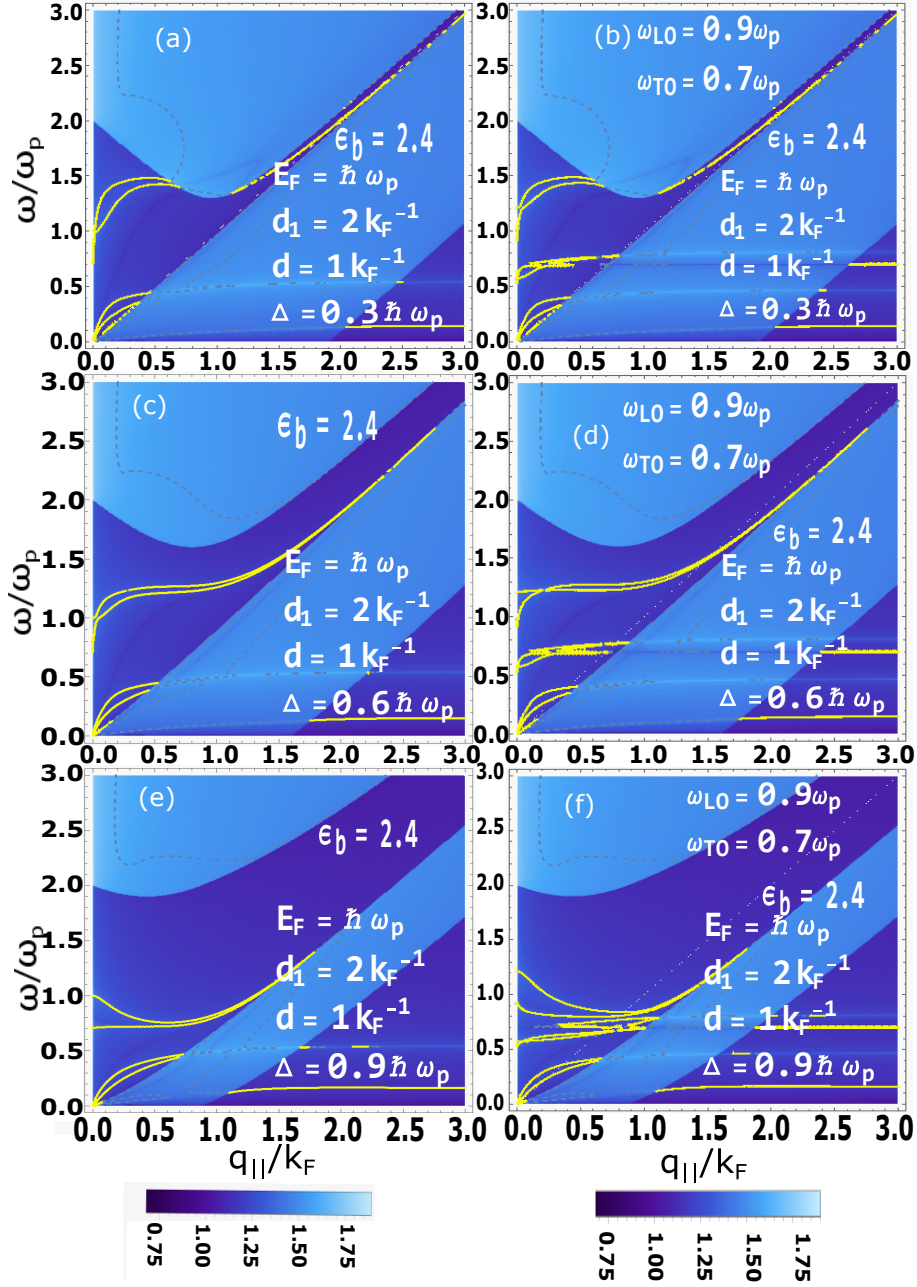 (a)
ϵb = 2.4
EF = ℏ ωp
d1 = 2 kF⁻¹
d = 1 kF⁻¹
Δ = 0.3 ℏ ωp
ω/ωp
3.0
2.5
2.0
1.5
1.0
0.5
0.0
0.0 0.5 1.0 1.5 2.0 2.5 3.0
(b) ωLO = 0.9ωp
ωTO = 0.7ωp
ϵb = 2.4
EF = ℏ ωp
d1 = 2 kF⁻¹
d = 1 kF⁻¹
Δ = 0.3 ℏ ωp
3.0
2.5
2.0
1.5
1.0
0.5
0.0
0.0 0.5 1.0 1.5 2.0 2.5 3.0
(c)
ϵb = 2.4
EF = ℏ ωp
d1 = 2 kF⁻¹
d = 1 kF⁻¹
Δ = 0.6 ℏ ωp
ω/ωp
3.0
2.5
2.0
1.5
1.0
0.5
0.0
0.0 0.5 1.0 1.5 2.0 2.5 3.0
ωLO = 0.9ωp
(d)
ωTO = 0.7ωp
ϵb = 2.4
EF = ℏ ωp
d1 = 2 kF⁻¹
d = 1 kF⁻¹
Δ = 0.6 ℏ ωp
3.0
2.5
2.0
1.5
1.0
0.5
0.0
0.0 0.5 1.0 1.5 2.0 2.5 3.0
(e)
ϵb = 2.4
EF = ℏ ωp
d1 = 2 kF⁻¹
d = 1 kF⁻¹
Δ = 0.9 ℏ ωp
ω/ωp
3.0
2.5
2.0
1.5
1.0
0.5
0.0
0.0 0.5 1.0 1.5 2.0 2.5 3.0
q||/kF
(f) ωLO = 0.9ωp
ωTO = 0.7ωp
ϵb = 2.4
EF = ℏ ωp
d1 = 2 kF⁻¹
d = 1 kF⁻¹
Δ = 0.9 ℏ ωp
3.0
2.5
2.0
1.5
1.0
0.5
0.0
0.0 0.5 1.0 1.5 2.0 2.5 3.0
q||/kF
0.75 1.00 1.25 1.50 1.75
0.75 1.00 1.25 1.50 1.75